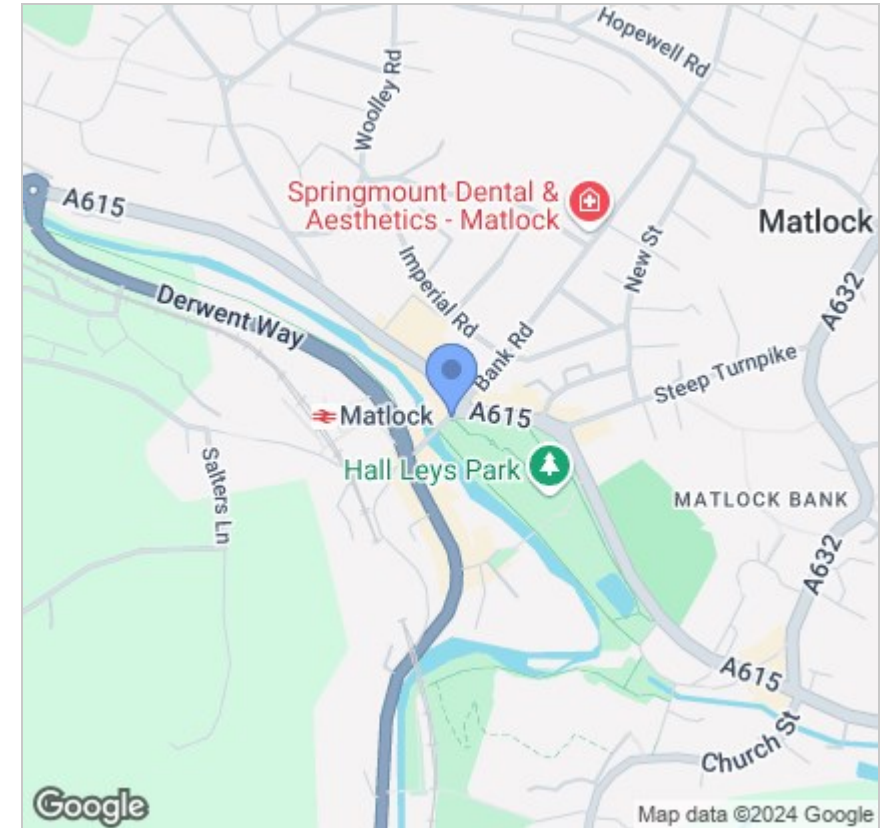 Hopewell Rd
Woolley Rd
Springmount Dental &
Aesthetics - Matlock
A615
Matlock
New St
Imperial Rd
A632
Derwent Way
Bank Rd
Steep Turnpike
Matlock
A615
Hall Leys Park
Salters Ln
MATLOCK BANK
A632
A615
Church St
Google
Map data ©2024 Google